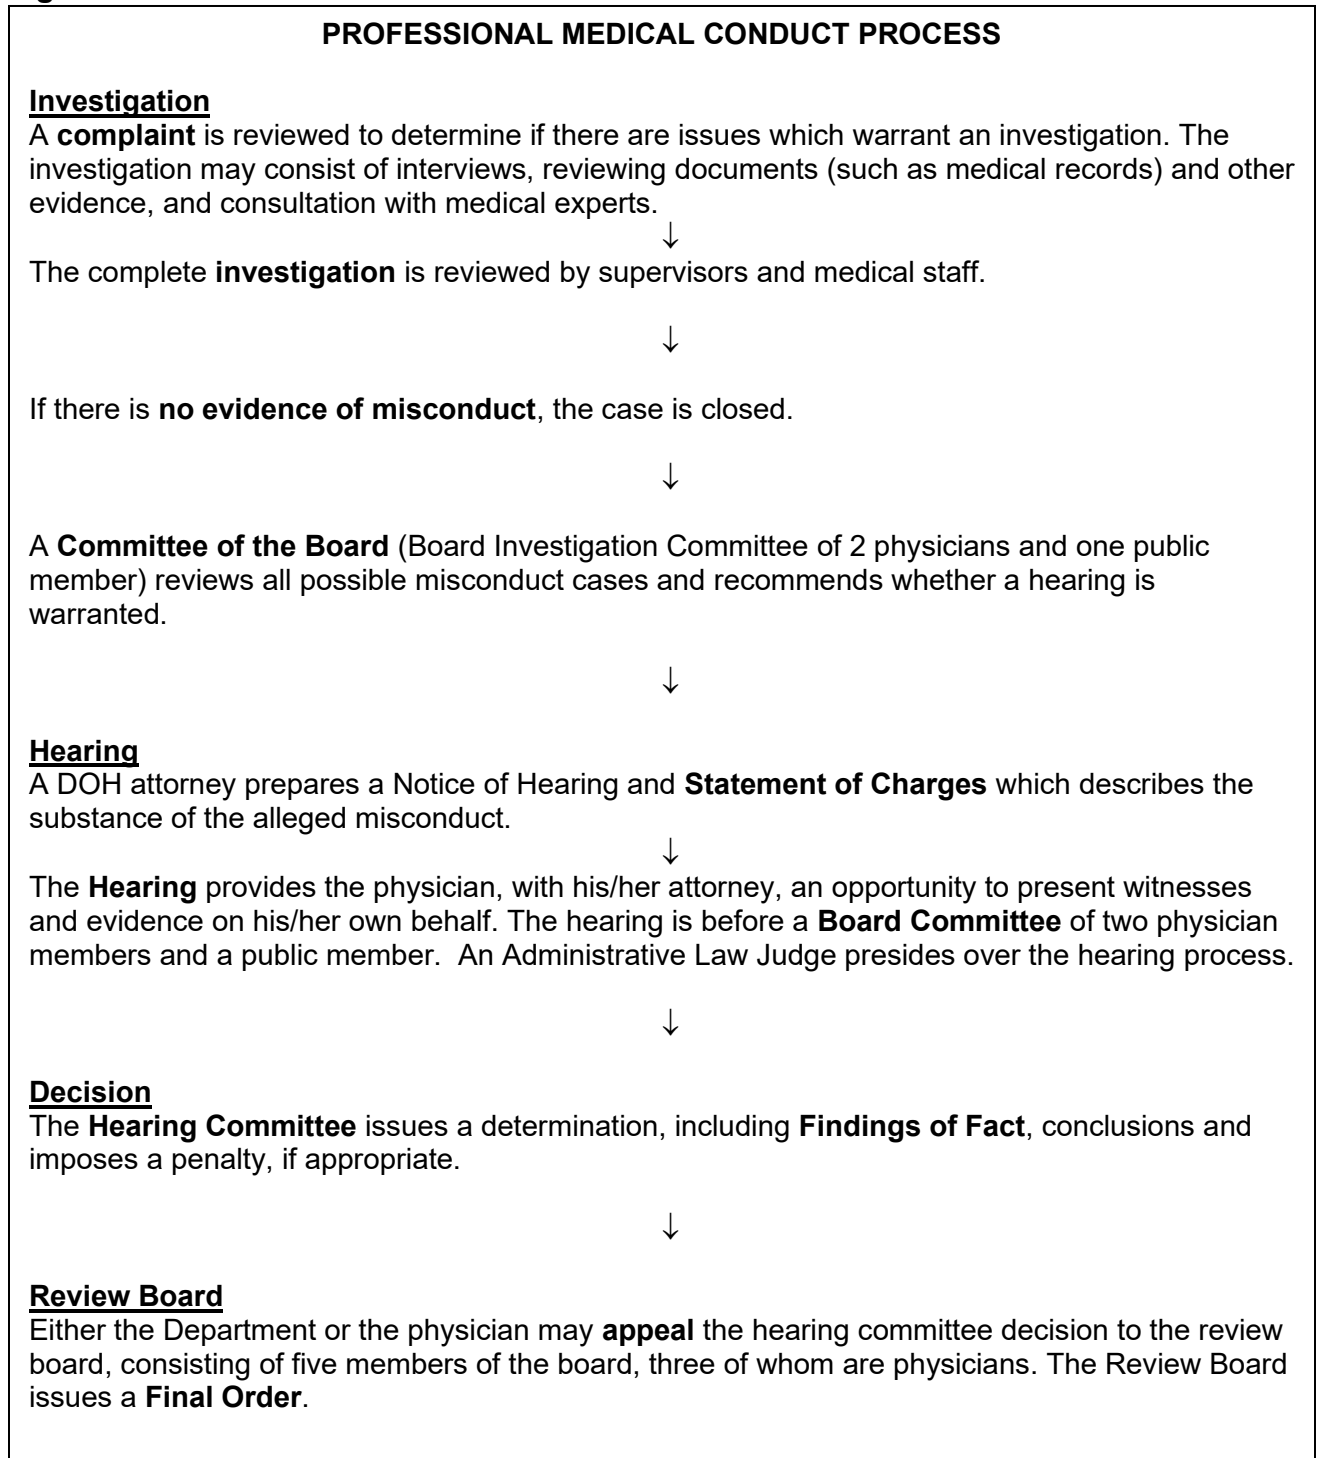 PROFESSIONAL MEDICAL CONDUCT PROCESS
Investigation
A complaint is reviewed to determine if there are issues which warrant an investigation. The
investigation may consist of interviews, reviewing documents (such as medical records) and other
evidence, and consultation with medical experts.
↓
The complete investigation is reviewed by supervisors and medical staff.
↓
If there is no evidence of misconduct, the case is closed.
↓
A Committee of the Board (Board Investigation Committee of 2 physicians and one public
member) reviews all possible misconduct cases and recommends whether a hearing is
warranted.
↓
Hearing
A DOH attorney prepares a Notice of Hearing and Statement of Charges which describes the
substance of the alleged misconduct.
↓
The Hearing provides the physician, with his/her attorney, an opportunity to present witnesses
and evidence on his/her own behalf. The hearing is before a Board Committee of two physician
members and a public member.  An Administrative Law Judge presides over the hearing process.
↓
Decision
The Hearing Committee issues a determination, including Findings of Fact, conclusions and
imposes a penalty, if appropriate.
↓
Review Board
Either the Department or the physician may appeal the hearing committee decision to the review
board, consisting of five members of the board, three of whom are physicians. The Review Board
issues a Final Order.